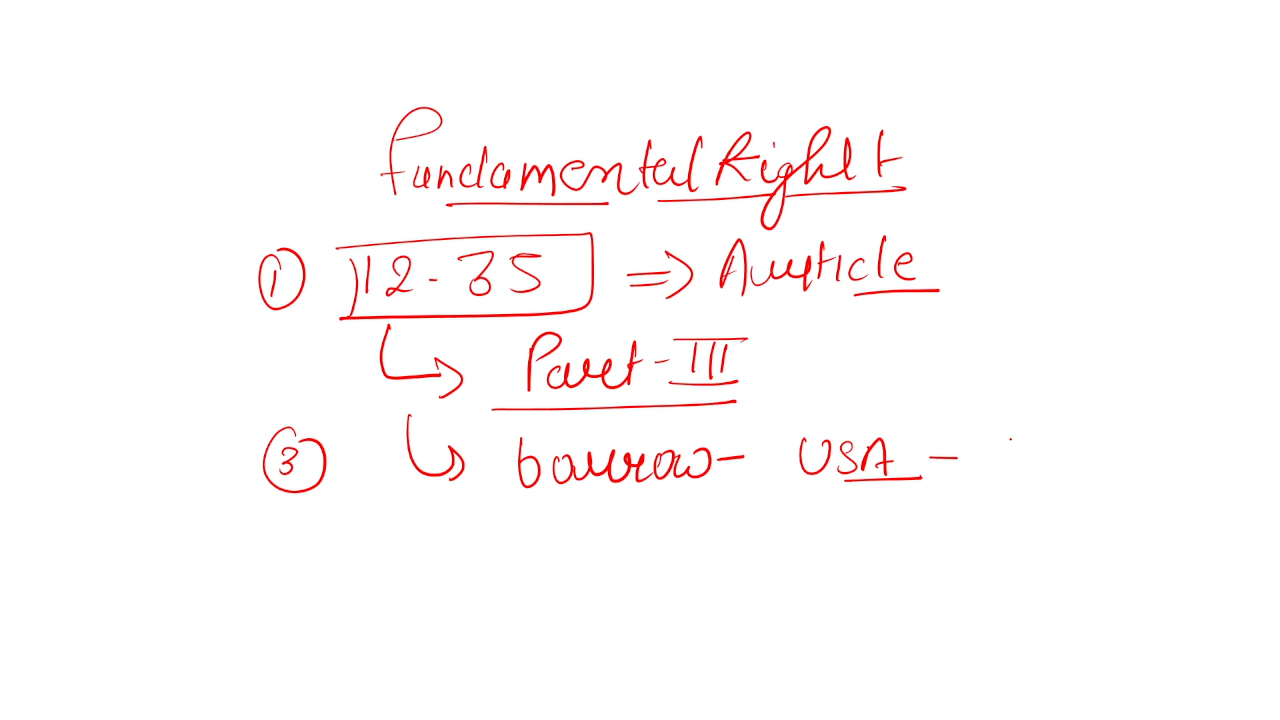 Fundamental Right
① 12-35 ⇒ Article
↳ Part-III
③ ↳ borrow- USA -